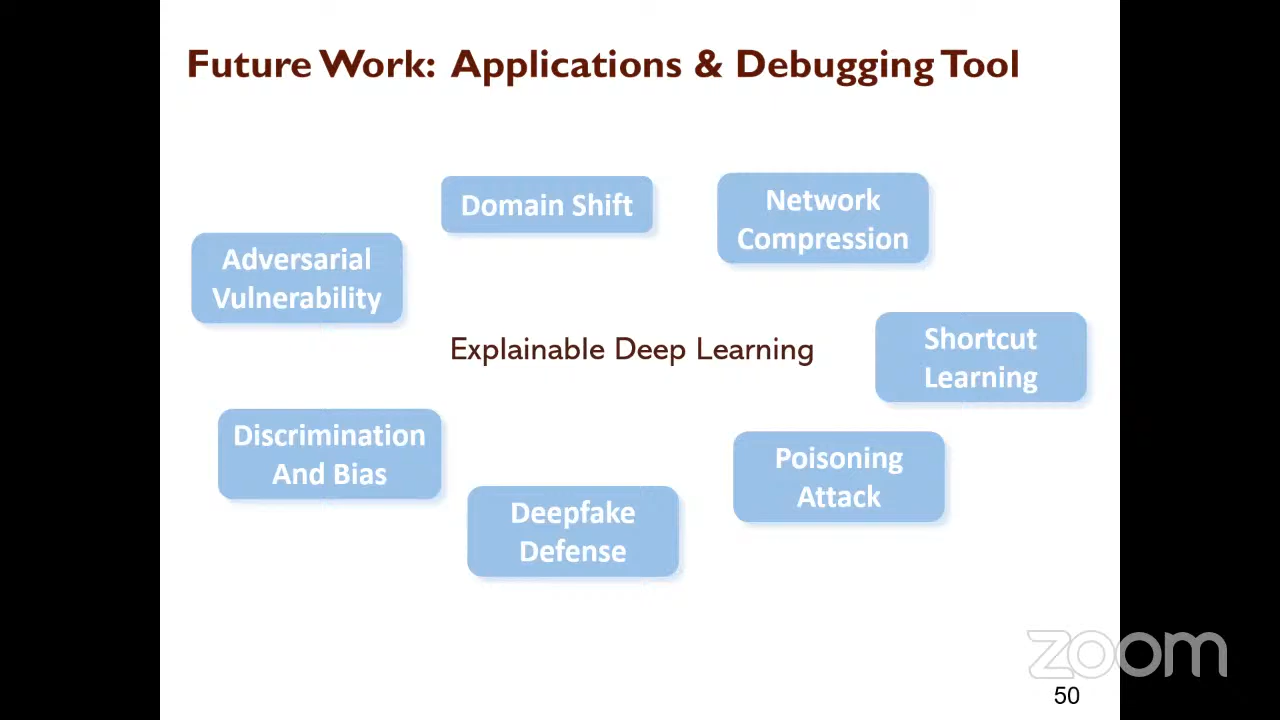 Future Work: Applications & Debugging Tool
Domain Shift
Network
Compression
Adversarial
Vulnerability
Explainable Deep Learning
Shortcut
Learning
Discrimination
And Bias
Poisoning
Attack
Deepfake
Defense
zoom
50